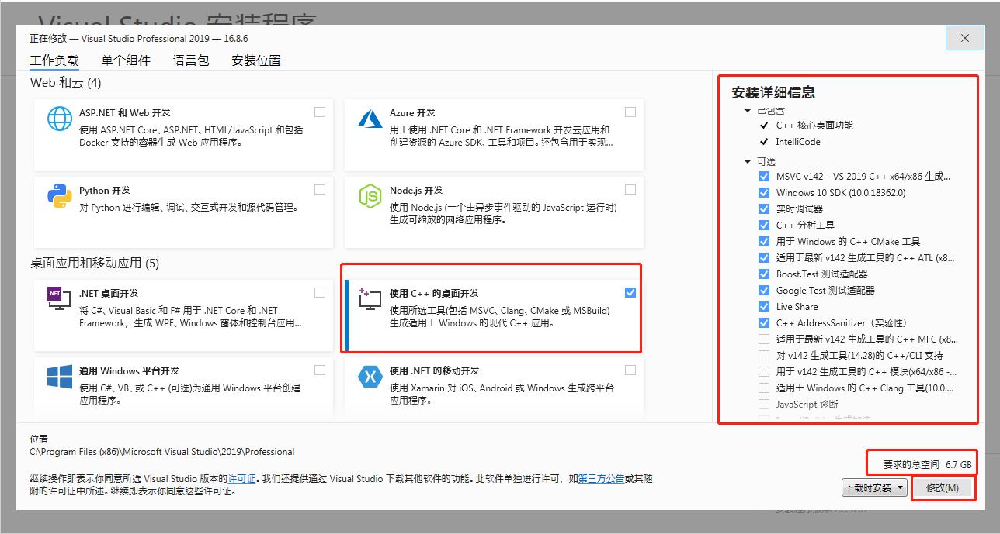 Visual Studio 安装程序
正在修改 — Visual Studio Professional 2019 — 16.8.6
工作负载 单个组件 语言包 安装位置
Web 和云 (4)
ASP.NET 和 Web 开发
使用 ASP.NET Core、ASP.NET、HTML/JavaScript 和包括
Docker 支持的容器生成 Web 应用程序。
Azure 开发
用于使用 .NET Core 和 .NET Framework 开发云应用和
创建资源的 Azure SDK、工具和项目。还包含用于实现...
Python 开发
对 Python 进行编辑、调试、交互式开发和源代码管理。
Node.js 开发
使用 Node.js (一个由异步事件驱动的 JavaScript 运行时)
生成可缩放的网络应用程序。
桌面应用和移动应用 (5)
.NET
.NET 桌面开发
将 C#、Visual Basic 和 F# 用于 .NET Core 和 .NET
Framework，生成 WPF、Windows 窗体和控制台应用...
使用 C++ 的桌面开发
使用所选工具(包括 MSVC、Clang、CMake 或 MSBuild)
生成适用于 Windows 的现代 C++ 应用。
通用 Windows 平台开发
使用 C#、VB、或 C++ (可选)为通用 Windows 平台创建
应用程序。
使用 .NET 的移动开发
使用 Xamarin 对 iOS、Android 或 Windows 生成跨平台
应用程序。
安装详细信息
已包含
C++ 核心桌面功能
IntelliCode
可选
MSVC v142 – VS 2019 C++ x64/x86 生成...
Windows 10 SDK (10.0.18362.0)
实时调试器
C++ 分析工具
用于 Windows 的 C++ CMake 工具
适用于最新 v142 生成工具的 C++ ATL (x8...
Boost.Test 测试适配器
Google Test 测试适配器
Live Share
C++ AddressSanitizer（实验性）
适用于最新 v142 生成工具的 C++ MFC (x8...
对 v142 生成工具(14.28)的 C++/CLI 支持
用于 v142 生成工具的 C++ 模块(x64/x86 -...
适用于 Windows 的 C++ Clang 工具(10.0....
JavaScript 诊断
位置
C:\Program Files (x86)\Microsoft Visual Studio\2019\Professional
继续操作即表示你同意所选 Visual Studio 版本的许可证。我们还提供通过 Visual Studio 下载其他软件的功能。此软件单独进行许可，如第三方公告或其随
附的许可证中所述。继续即表示你同意这些许可证。
要求的总空间 6.7 GB
下载时安装 修改(M)